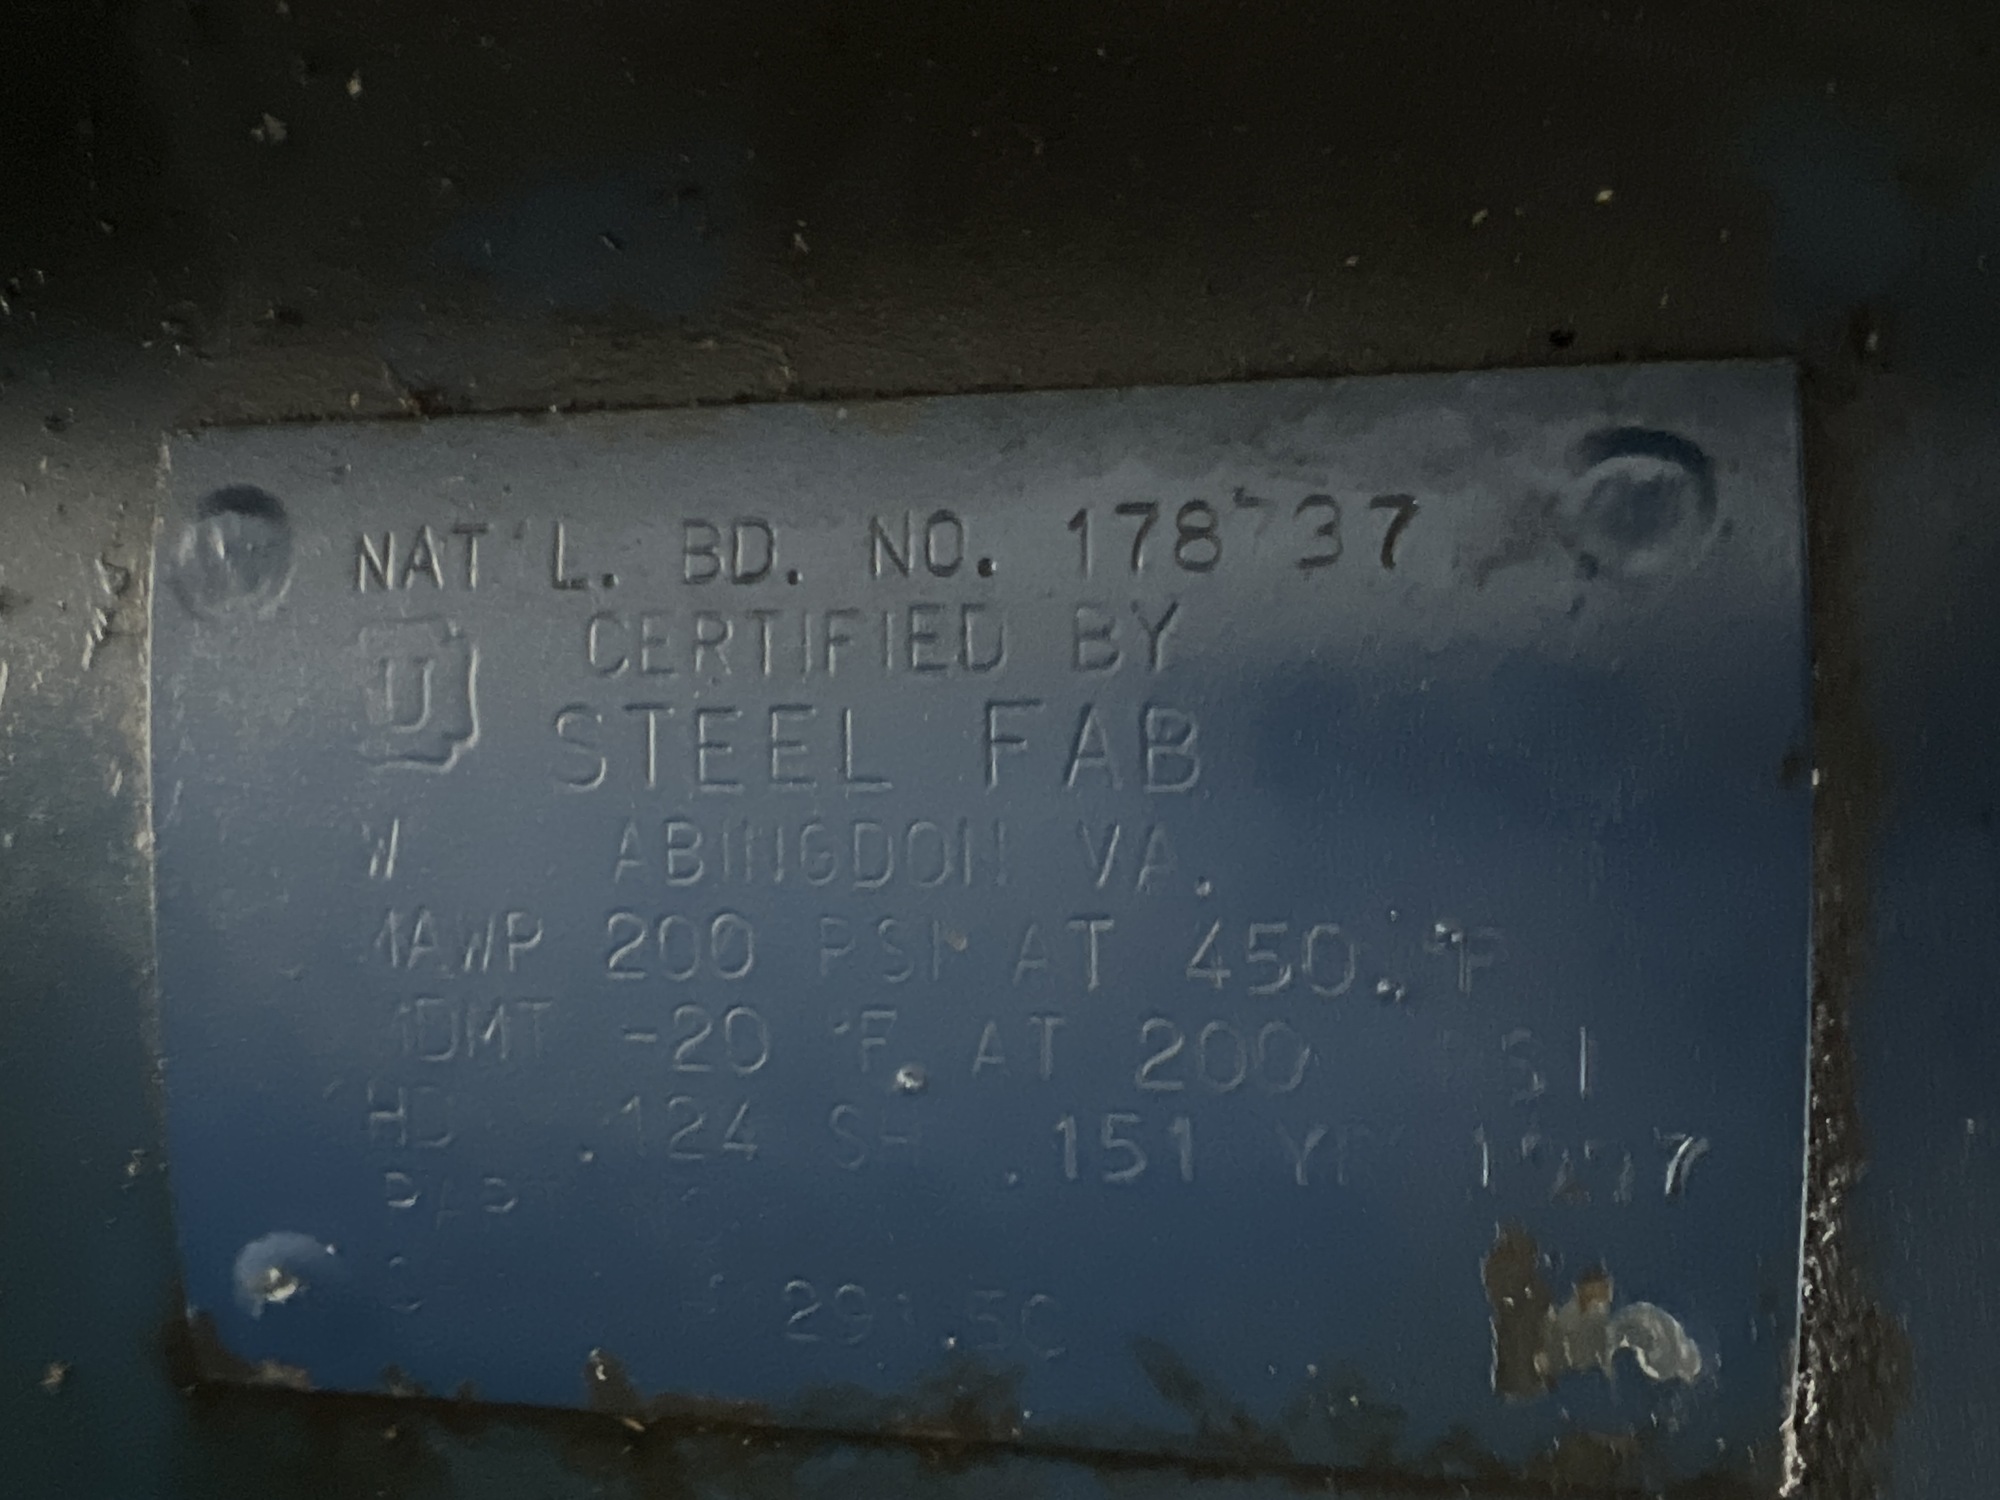 NAT'L. BD. NO. 178737
U CERTIFIED BY
STEEL FAB
W ABINGDON VA.
MAWP 200 PSI AT 450 °F
MDMT -20 °F AT 200 PSI
HD .124 SH .151 YR
PART